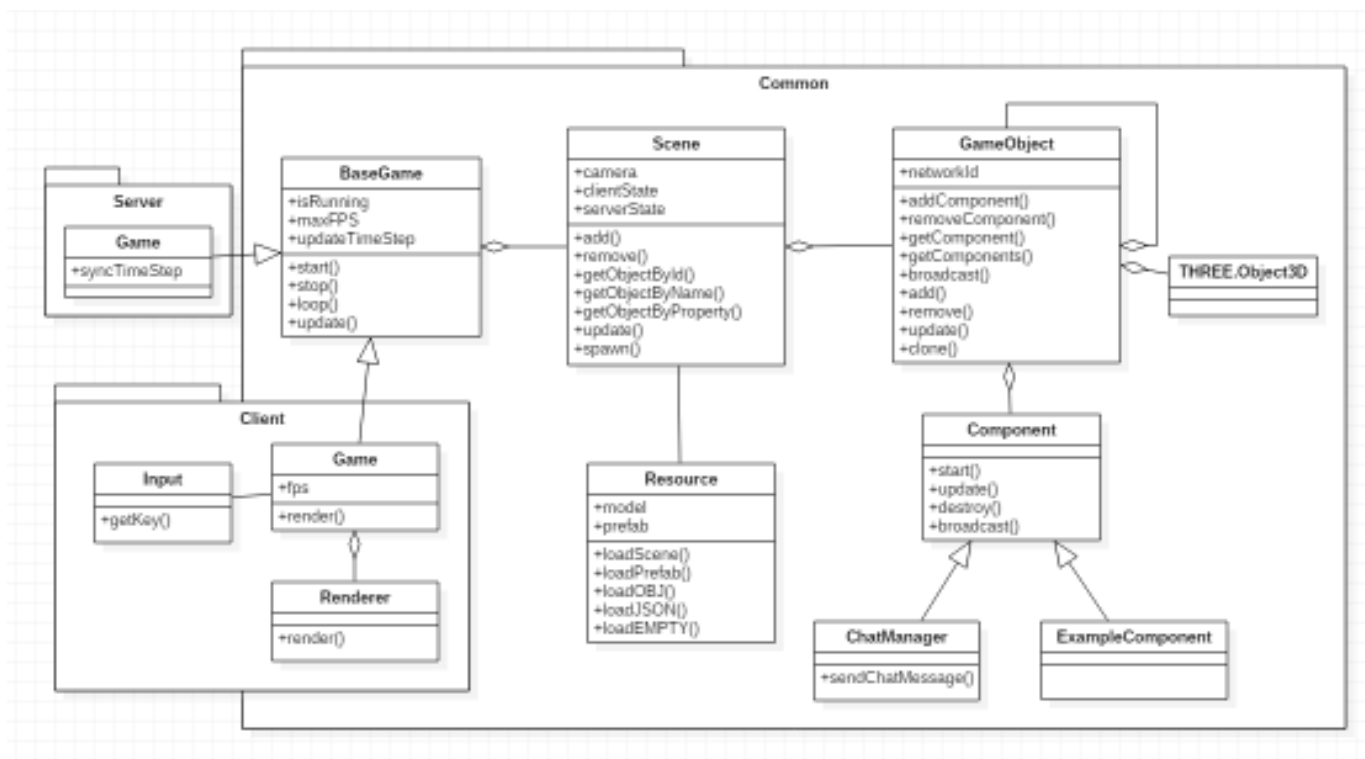 Common
Server
Game
+syncTimeStep
BaseGame
+isRunning
+maxFPS
+updateTimeStep
+start()
+stop()
+loop()
+update()
Scene
+camera
+clientState
+serverState
+add()
+remove()
+getObjectById()
+getObjectByName()
+getObjectByProperty()
+update()
+spawn()
GameObject
+networkId
+addComponent()
+removeComponent()
+getComponent()
+getComponents()
+broadcast()
+add()
+remove()
+update()
+clone()
THREE.Object3D
Client
Input
+getKey()
Game
+fps
+render()
Renderer
+render()
Resource
+model
+prefab
+loadScene()
+loadPrefab()
+loadOBJ()
+loadJSON()
+loadEMPTY()
Component
+start()
+update()
+destroy()
+broadcast()
ChatManager
+sendChatMessage()
ExampleComponent